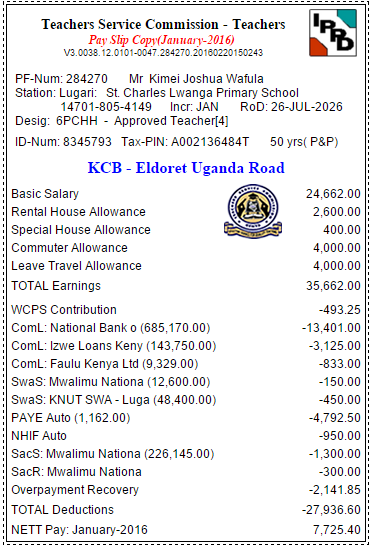 Teachers Service Commission - Teachers
Pay Slip Copy(January-2016)
V3.0038.12.0101-0047.284270.20160220150243
IPPD
PF-Num: 284270 Mr Kimei Joshua Wafula
Station: Lugari: St. Charles Lwanga Primary School
14701-805-4149 Incr: JAN RoD: 26-JUL-2026
Desig: 6PCHH - Approved Teacher[4]
ID-Num: 8345793 Tax-PIN: A002136484T 50 yrs( P&P)
KCB - Eldoret Uganda Road
Basic Salary 24,662.00
Rental House Allowance 2,600.00
Special House Allowance 400.00
Commuter Allowance 4,000.00
Leave Travel Allowance 4,000.00
TOTAL Earnings 35,662.00
WCPS Contribution -493.25
ComL: National Bank o (685,170.00) -13,401.00
ComL: Izwe Loans Keny (143,750.00) -3,125.00
ComL: Faulu Kenya Ltd (9,329.00) -833.00
SwaS: Mwalimu Nationa (12,600.00) -150.00
SwaS: KNUT SWA - Luga (48,400.00) -450.00
PAYE Auto (1,162.00) -4,792.50
NHIF Auto -950.00
SacS: Mwalimu Nationa (226,145.00) -1,300.00
SacR: Mwalimu Nationa -300.00
Overpayment Recovery -2,141.85
TOTAL Deductions -27,936.60
NETT Pay: January-2016 7,725.40